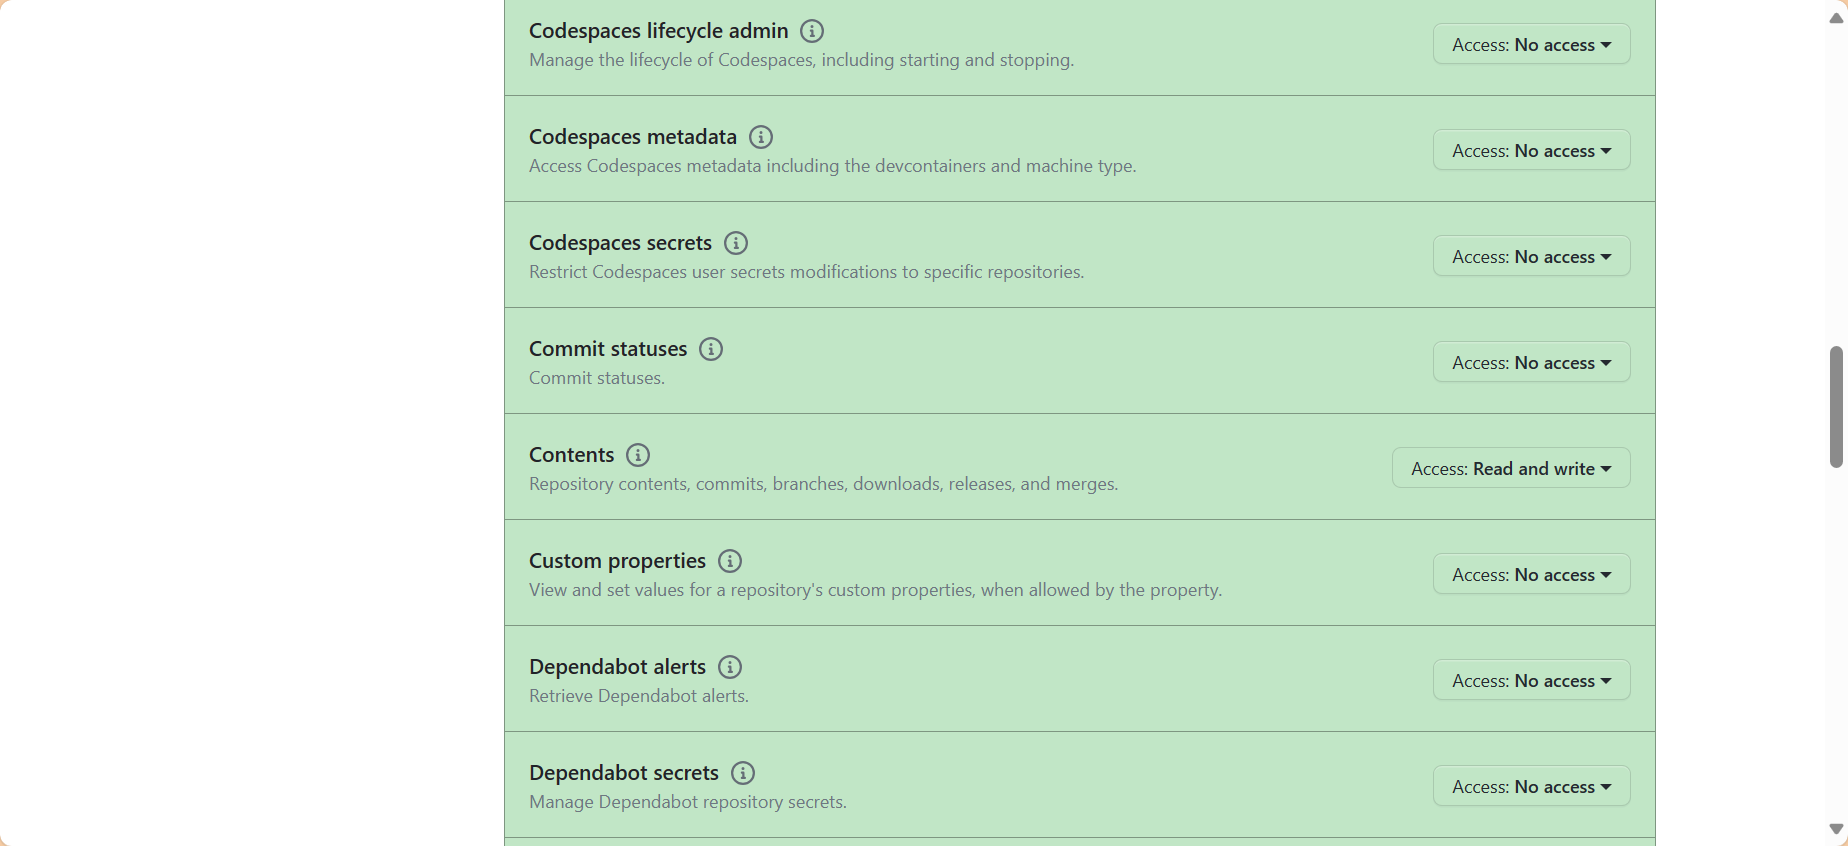 Codespaces lifecycle admin
Manage the lifecycle of Codespaces, including starting and stopping.
Access: No access
Codespaces metadata
Access Codespaces metadata including the devcontainers and machine type.
Access: No access
Codespaces secrets
Restrict Codespaces user secrets modifications to specific repositories.
Access: No access
Commit statuses
Commit statuses.
Access: No access
Contents
Repository contents, commits, branches, downloads, releases, and merges.
Access: Read and write
Custom properties
View and set values for a repository's custom properties, when allowed by the property.
Access: No access
Dependabot alerts
Retrieve Dependabot alerts.
Access: No access
Dependabot secrets
Manage Dependabot repository secrets.
Access: No access